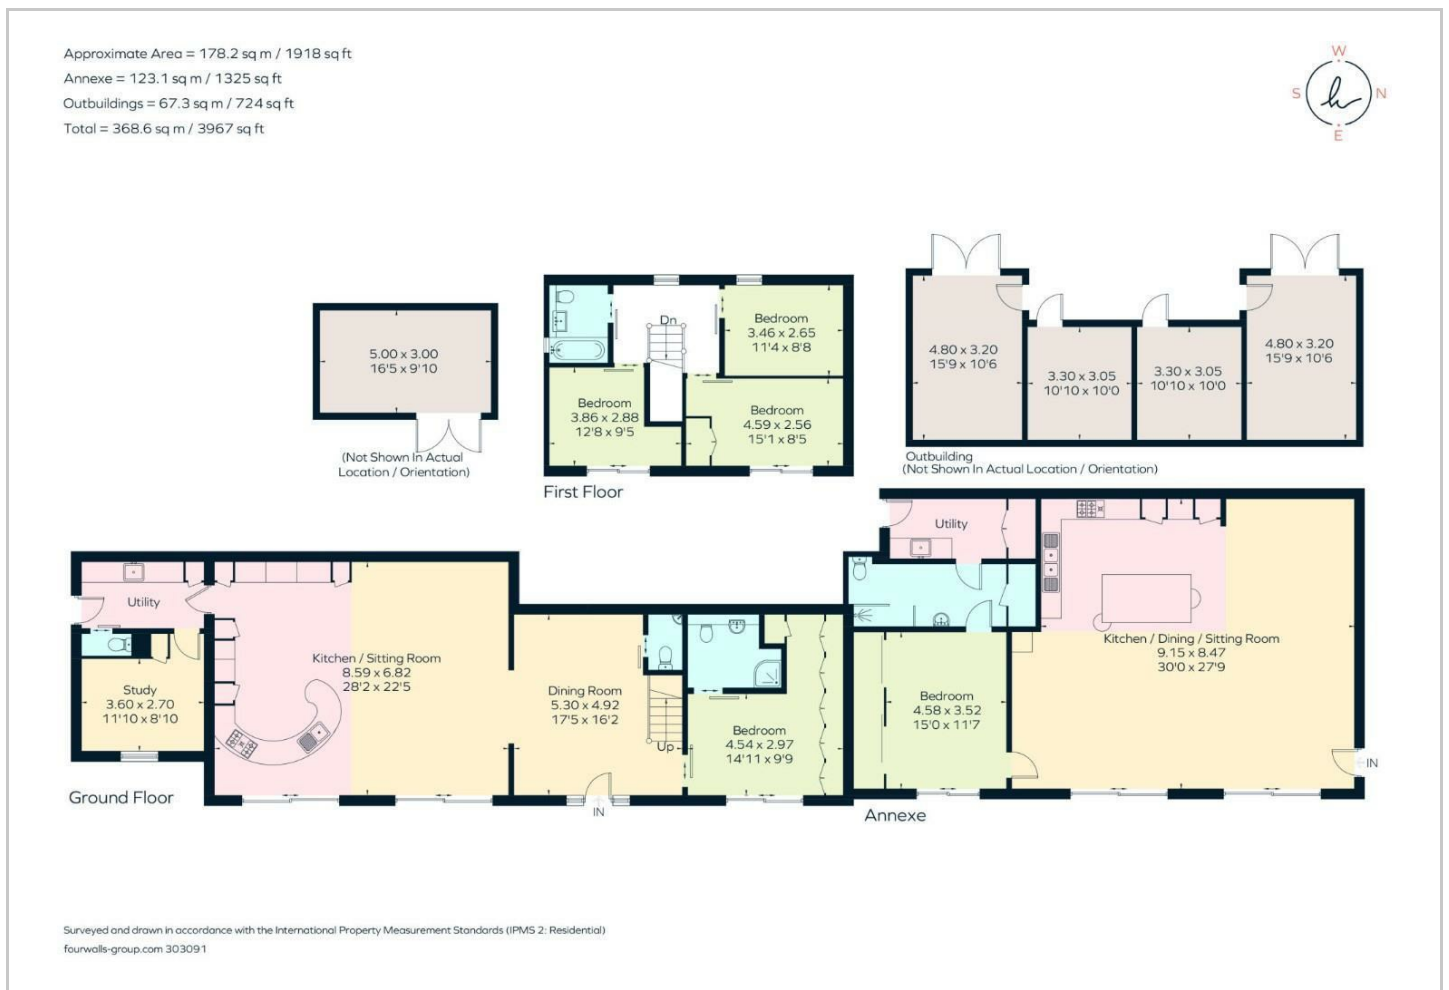 Approximate Area = 178.2 sq m / 1918 sq ft
Annexe = 123.1 sq m / 1325 sq ft
Outbuildings = 67.3 sq m / 724 sq ft
Total = 368.6 sq m / 3967 sq ft
W
S
N
E
5.00 x 3.00
16'5 x 9'10
(Not Shown In Actual
Location / Orientation)
Dn
Bedroom
3.46 x 2.65
11'4 x 8'8
Bedroom
3.86 x 2.88
12'8 x 9'5
Bedroom
4.59 x 2.56
15'1 x 8'5
First Floor
4.80 x 3.20
15'9 x 10'6
3.30 x 3.05
10'10 x 10'0
3.30 x 3.05
10'10 x 10'0
4.80 x 3.20
15'9 x 10'6
Outbuilding
(Not Shown In Actual Location / Orientation)
Utility
Study
3.60 x 2.70
11'10 x 8'10
Kitchen / Sitting Room
8.59 x 6.82
28'2 x 22'5
Dining Room
5.30 x 4.92
17'5 x 16'2
Up
IN
Bedroom
4.54 x 2.97
14'11 x 9'9
Ground Floor
Utility
Bedroom
4.58 x 3.52
15'0 x 11'7
Kitchen / Dining / Sitting Room
9.15 x 8.47
30'0 x 27'9
IN
Annexe
Surveyed and drawn in accordance with the International Property Measurement Standards (IPMS 2: Residential)
fourwalls-group.com 303091